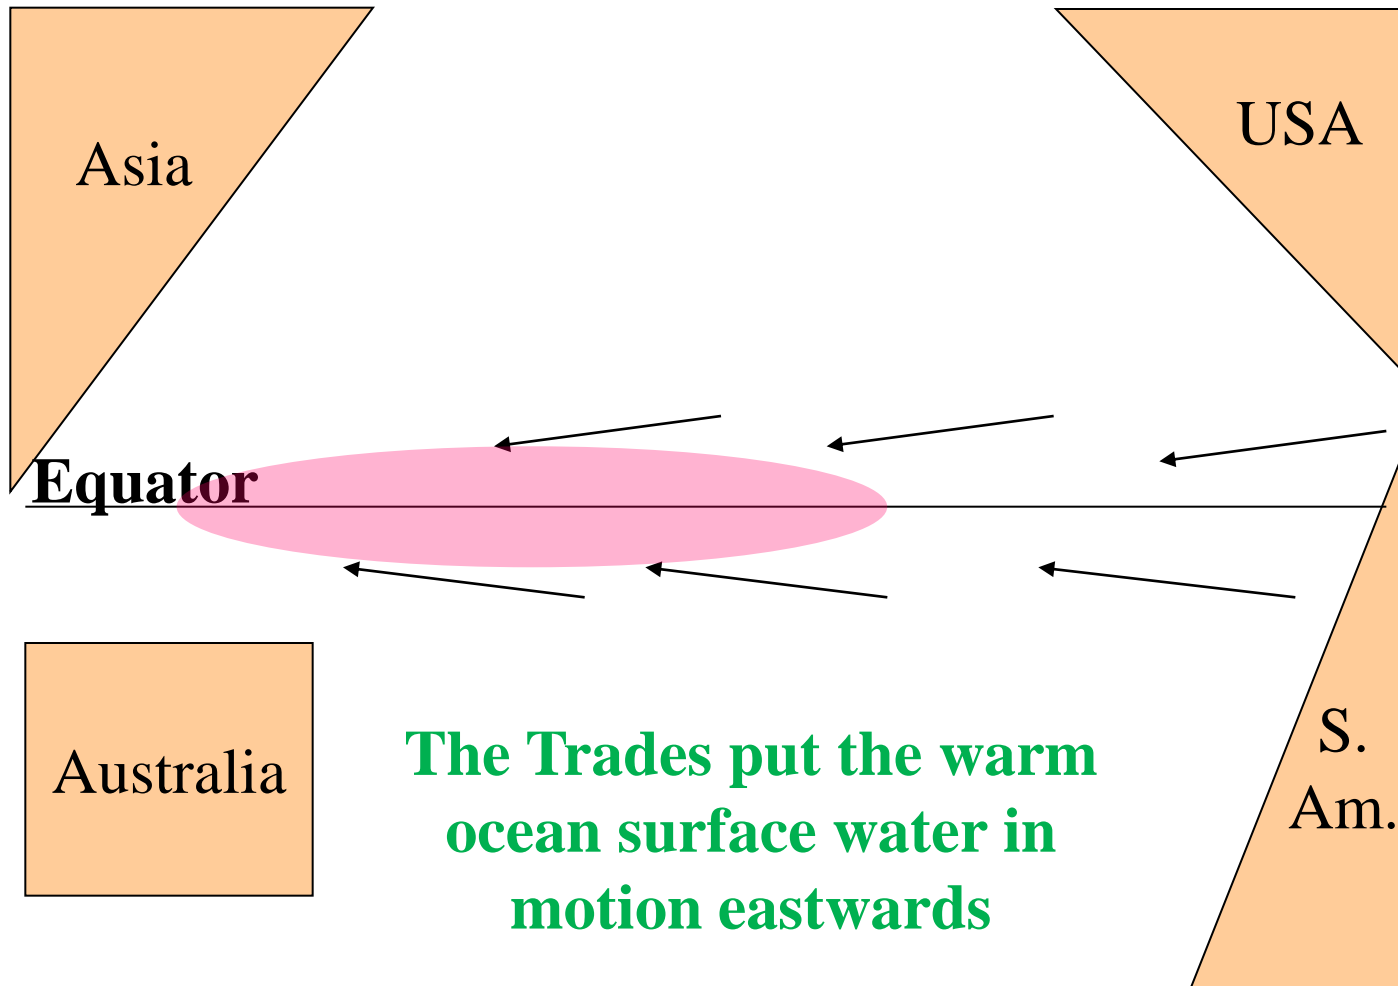 USA
Asia
Equator
S.
Am.
Australia
The Trades put the warm
ocean surface water in
motion eastwards